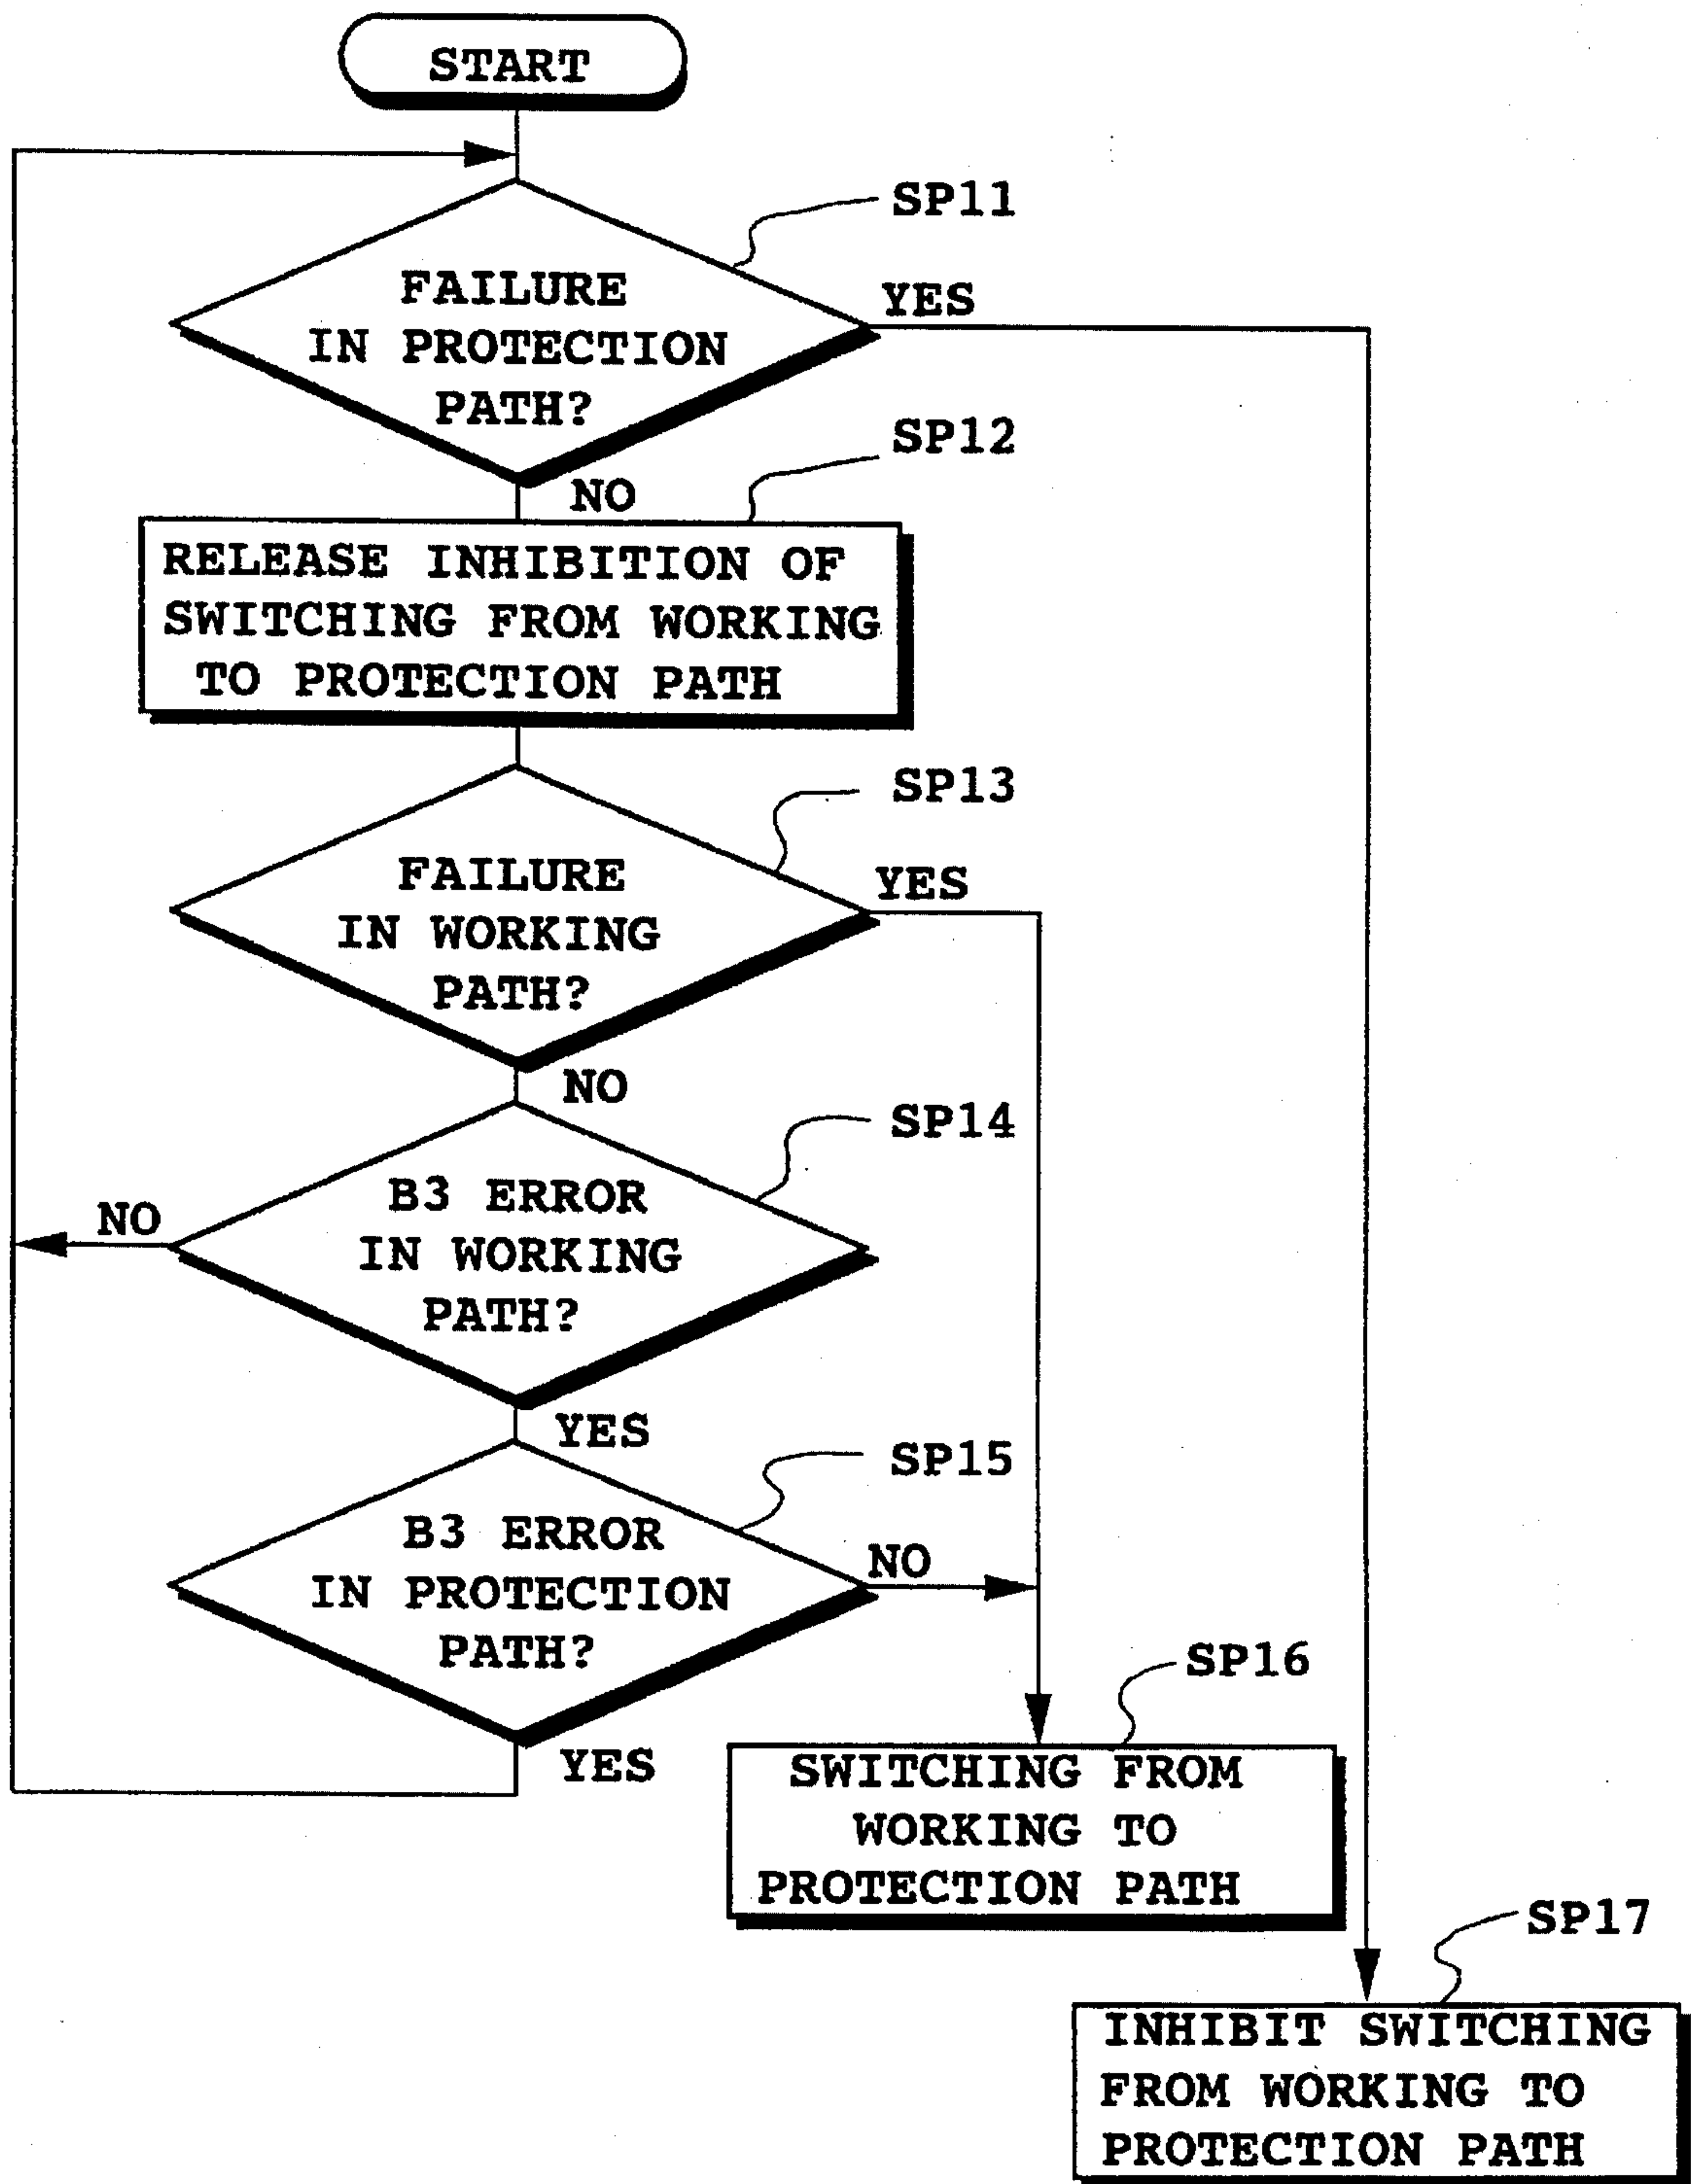 START
SP11
FAILURE
IN PROTECTION
PATH?
YES
SP12
NO
RELEASE INHIBITION OF
SWITCHING FROM WORKING
TO PROTECTION PATH
SP13
FAILURE
IN WORKING
PATH?
YES
NO
SP14
B3 ERROR
IN WORKING
PATH?
NO
YES
SP15
B3 ERROR
IN PROTECTION
PATH?
NO
YES
SP16
SWITCHING FROM
WORKING TO
PROTECTION PATH
SP17
INHIBIT SWITCHING
FROM WORKING TO
PROTECTION PATH